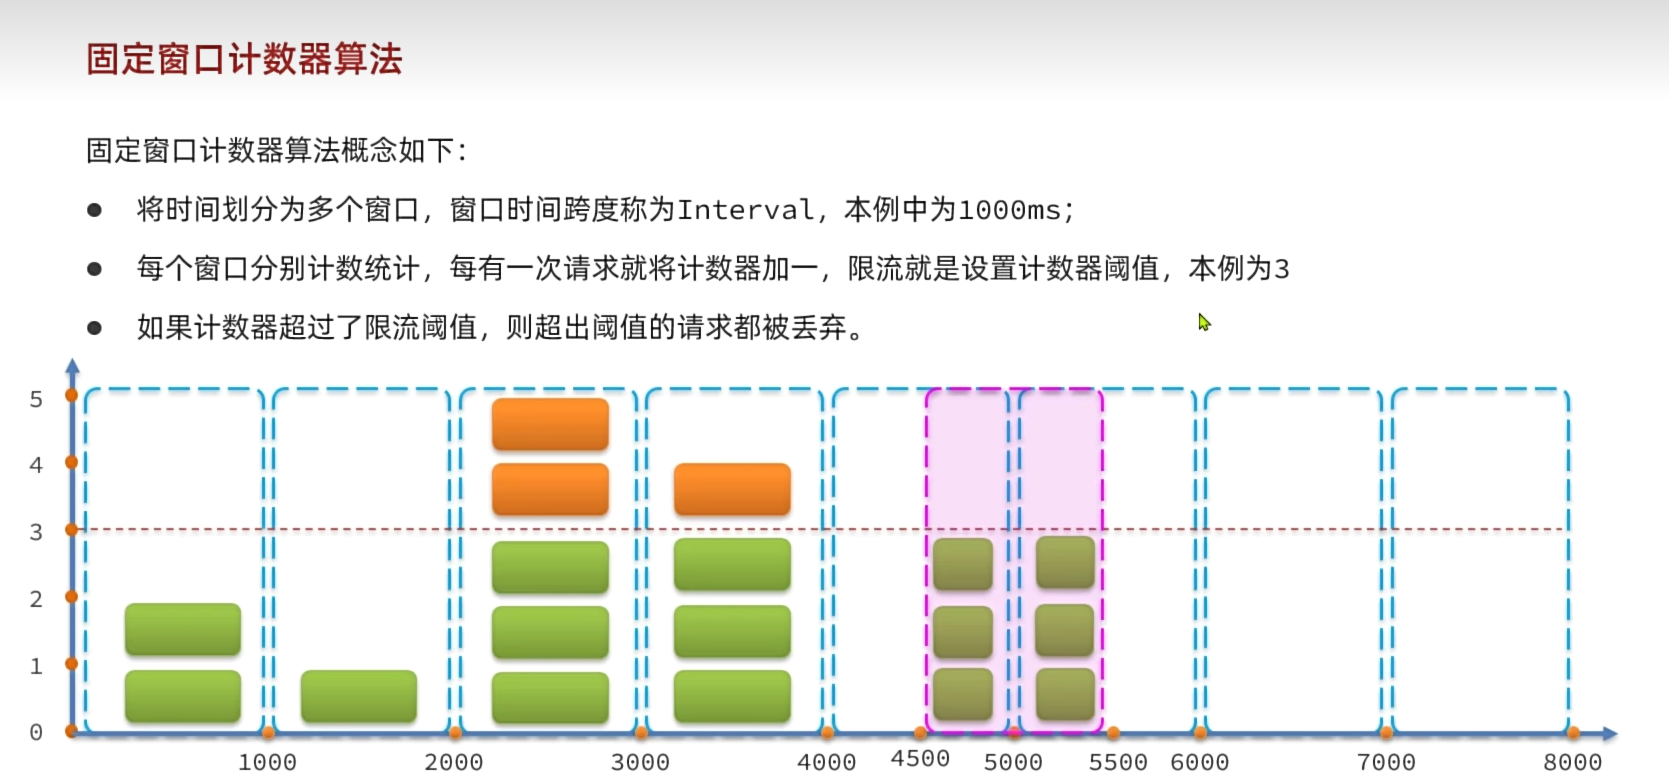 固定窗口计数器算法
固定窗口计数器算法概念如下：
● 将时间划分为多个窗口，窗口时间跨度称为Interval，本例中为1000ms；
● 每个窗口分别计数统计，每有一次请求就将计数器加一，限流就是设置计数器阈值，本例为3
● 如果计数器超过了限流阈值，则超出阈值的请求都被丢弃。
5
4
3
2
1
0
1000 2000 3000 4000 4500 5000 5500 6000 7000 8000